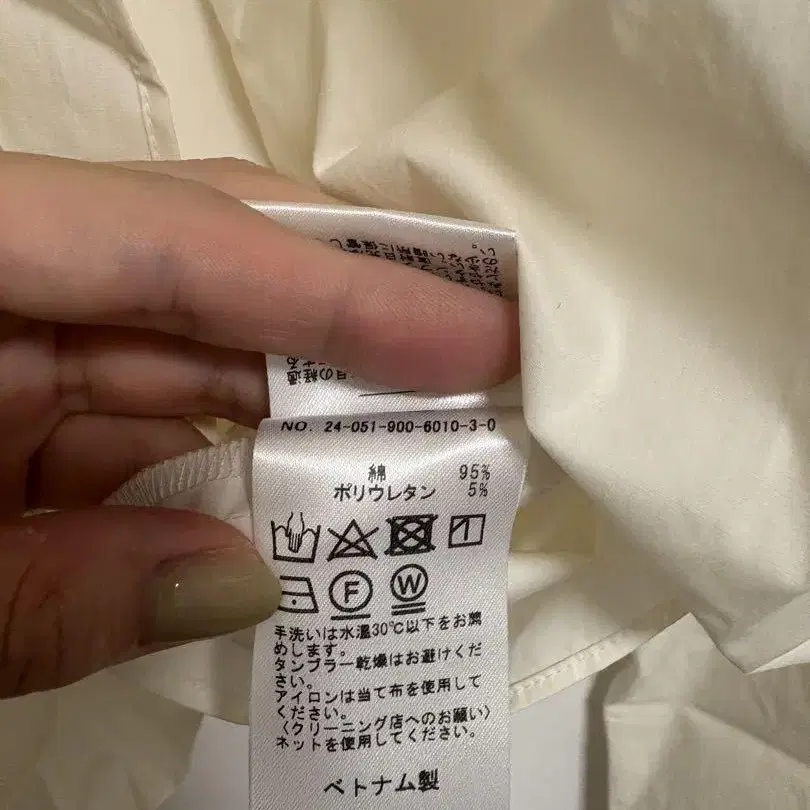 月の経過
NO. 24-051-900-6010-3-0
綿 95%
ポリウレタン 5%
F W
手洗いは水温30℃以下をお薦
めします。
タンブラー乾燥はお避けくだ
さい。
アイロンは当て布を使用して
ください。
〈クリーニング店へのお願い〉
ネットを使用してください。
ベトナム製